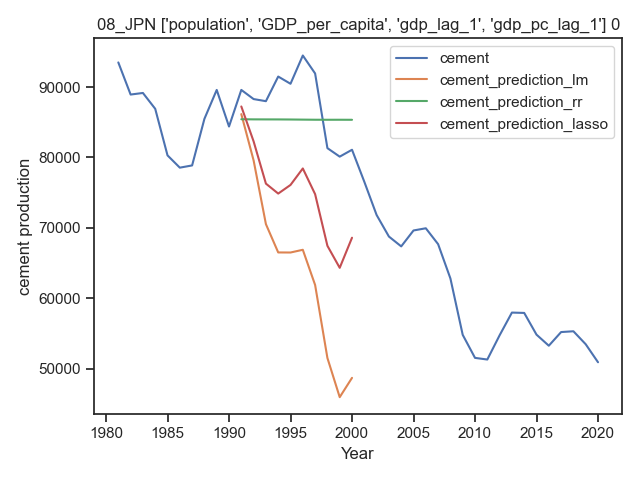 08_JPN ['population', 'GDP_per_capita', 'gdp_lag_1', 'gdp_pc_lag_1'] 0
cement
cement_prediction_lm
cement_prediction_rr
cement_prediction_lasso
90000
80000
70000
60000
50000
cement production
1980 1985 1990 1995 2000 2005 2010 2015 2020
Year